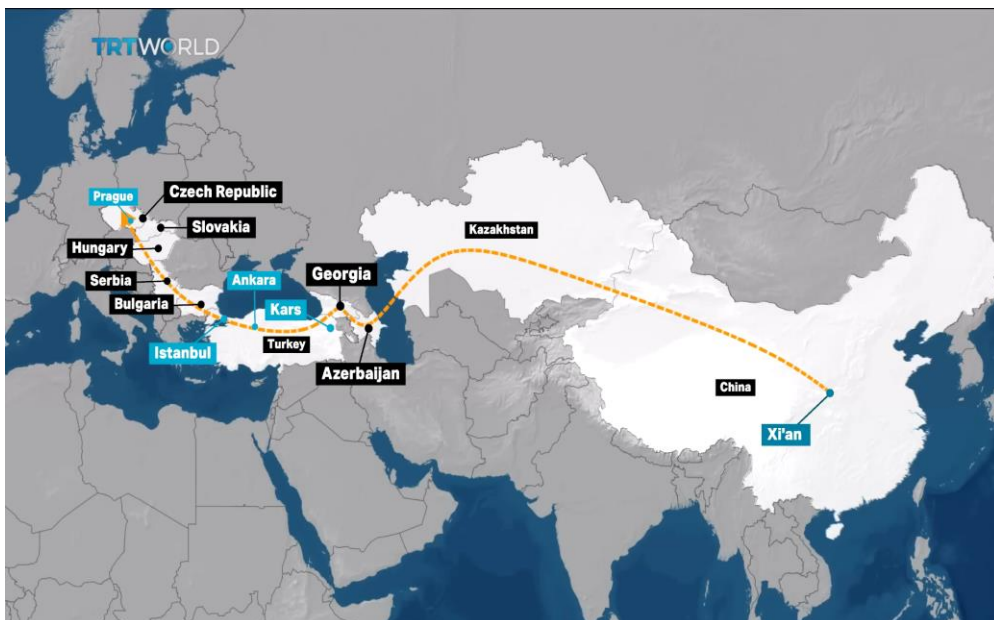 TRTWORLD
Prague
Czech Republic
Slovakia
Hungary
Serbia
Bulgaria
Istanbul
Ankara
Turkey
Kars
Georgia
Azerbaijan
Kazakhstan
China
Xi'an